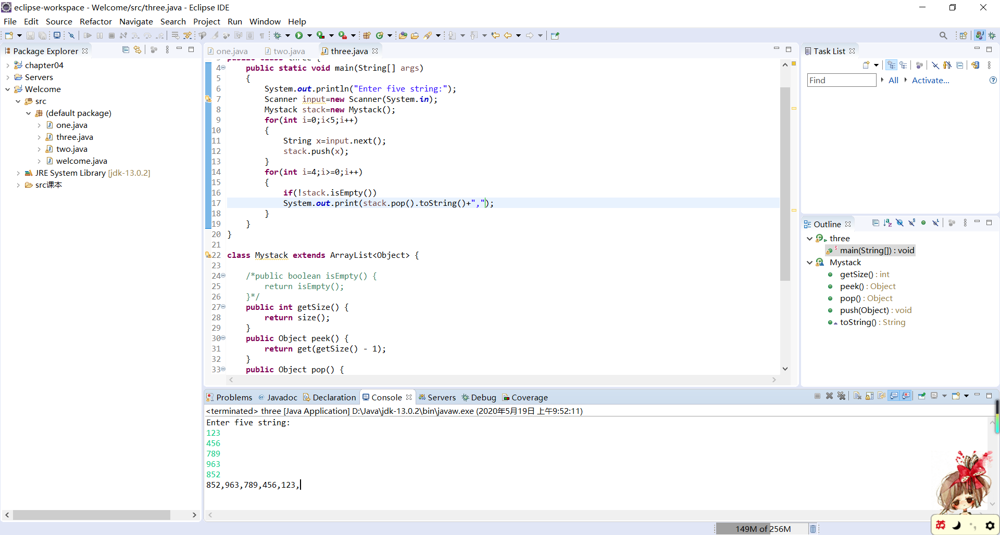 eclipse-workspace - Welcome/src/three.java - Eclipse IDE
File Edit Source Refactor Navigate Search Project Run Window Help
Package Explorer
chapter04
Servers
Welcome
src
(default package)
one.java
three.java
two.java
welcome.java
JRE System Library [jdk-13.0.2]
src课本
one.java two.java three.java
4 public static void main(String[] args)
5 {
6 System.out.println("Enter five string:");
7 Scanner input=new Scanner(System.in);
8 Mystack stack=new Mystack();
9 for(int i=0;i<5;i++)
10 {
11 String x=input.next();
12 stack.push(x);
13 }
14 for(int i=4;i>=0;i++)
15 {
16 if(!stack.isEmpty())
17 System.out.print(stack.pop().toString()+",");
18 }
19 }
20 }
21
22 class Mystack extends ArrayList<Object> {
23
24 /*public boolean isEmpty() {
25 return isEmpty();
26 }*/
27 public int getSize() {
28 return size();
29 }
30 public Object peek() {
31 return get(getSize() - 1);
32 }
33 public Object pop() {
Task List
Find All Activate...
Outline
three
main(String[]) : void
Mystack
getSize() : int
peek() : Object
pop() : Object
push(Object) : void
toString() : String
Problems @ Javadoc Declaration Console Servers Debug Coverage
<terminated> three [Java Application] D:\Java\jdk-13.0.2\bin\javaw.exe (2020年5月19日 上午9:52:11)
Enter five string:
123
456
789
963
852
852,963,789,456,123,
149M of 256M
英